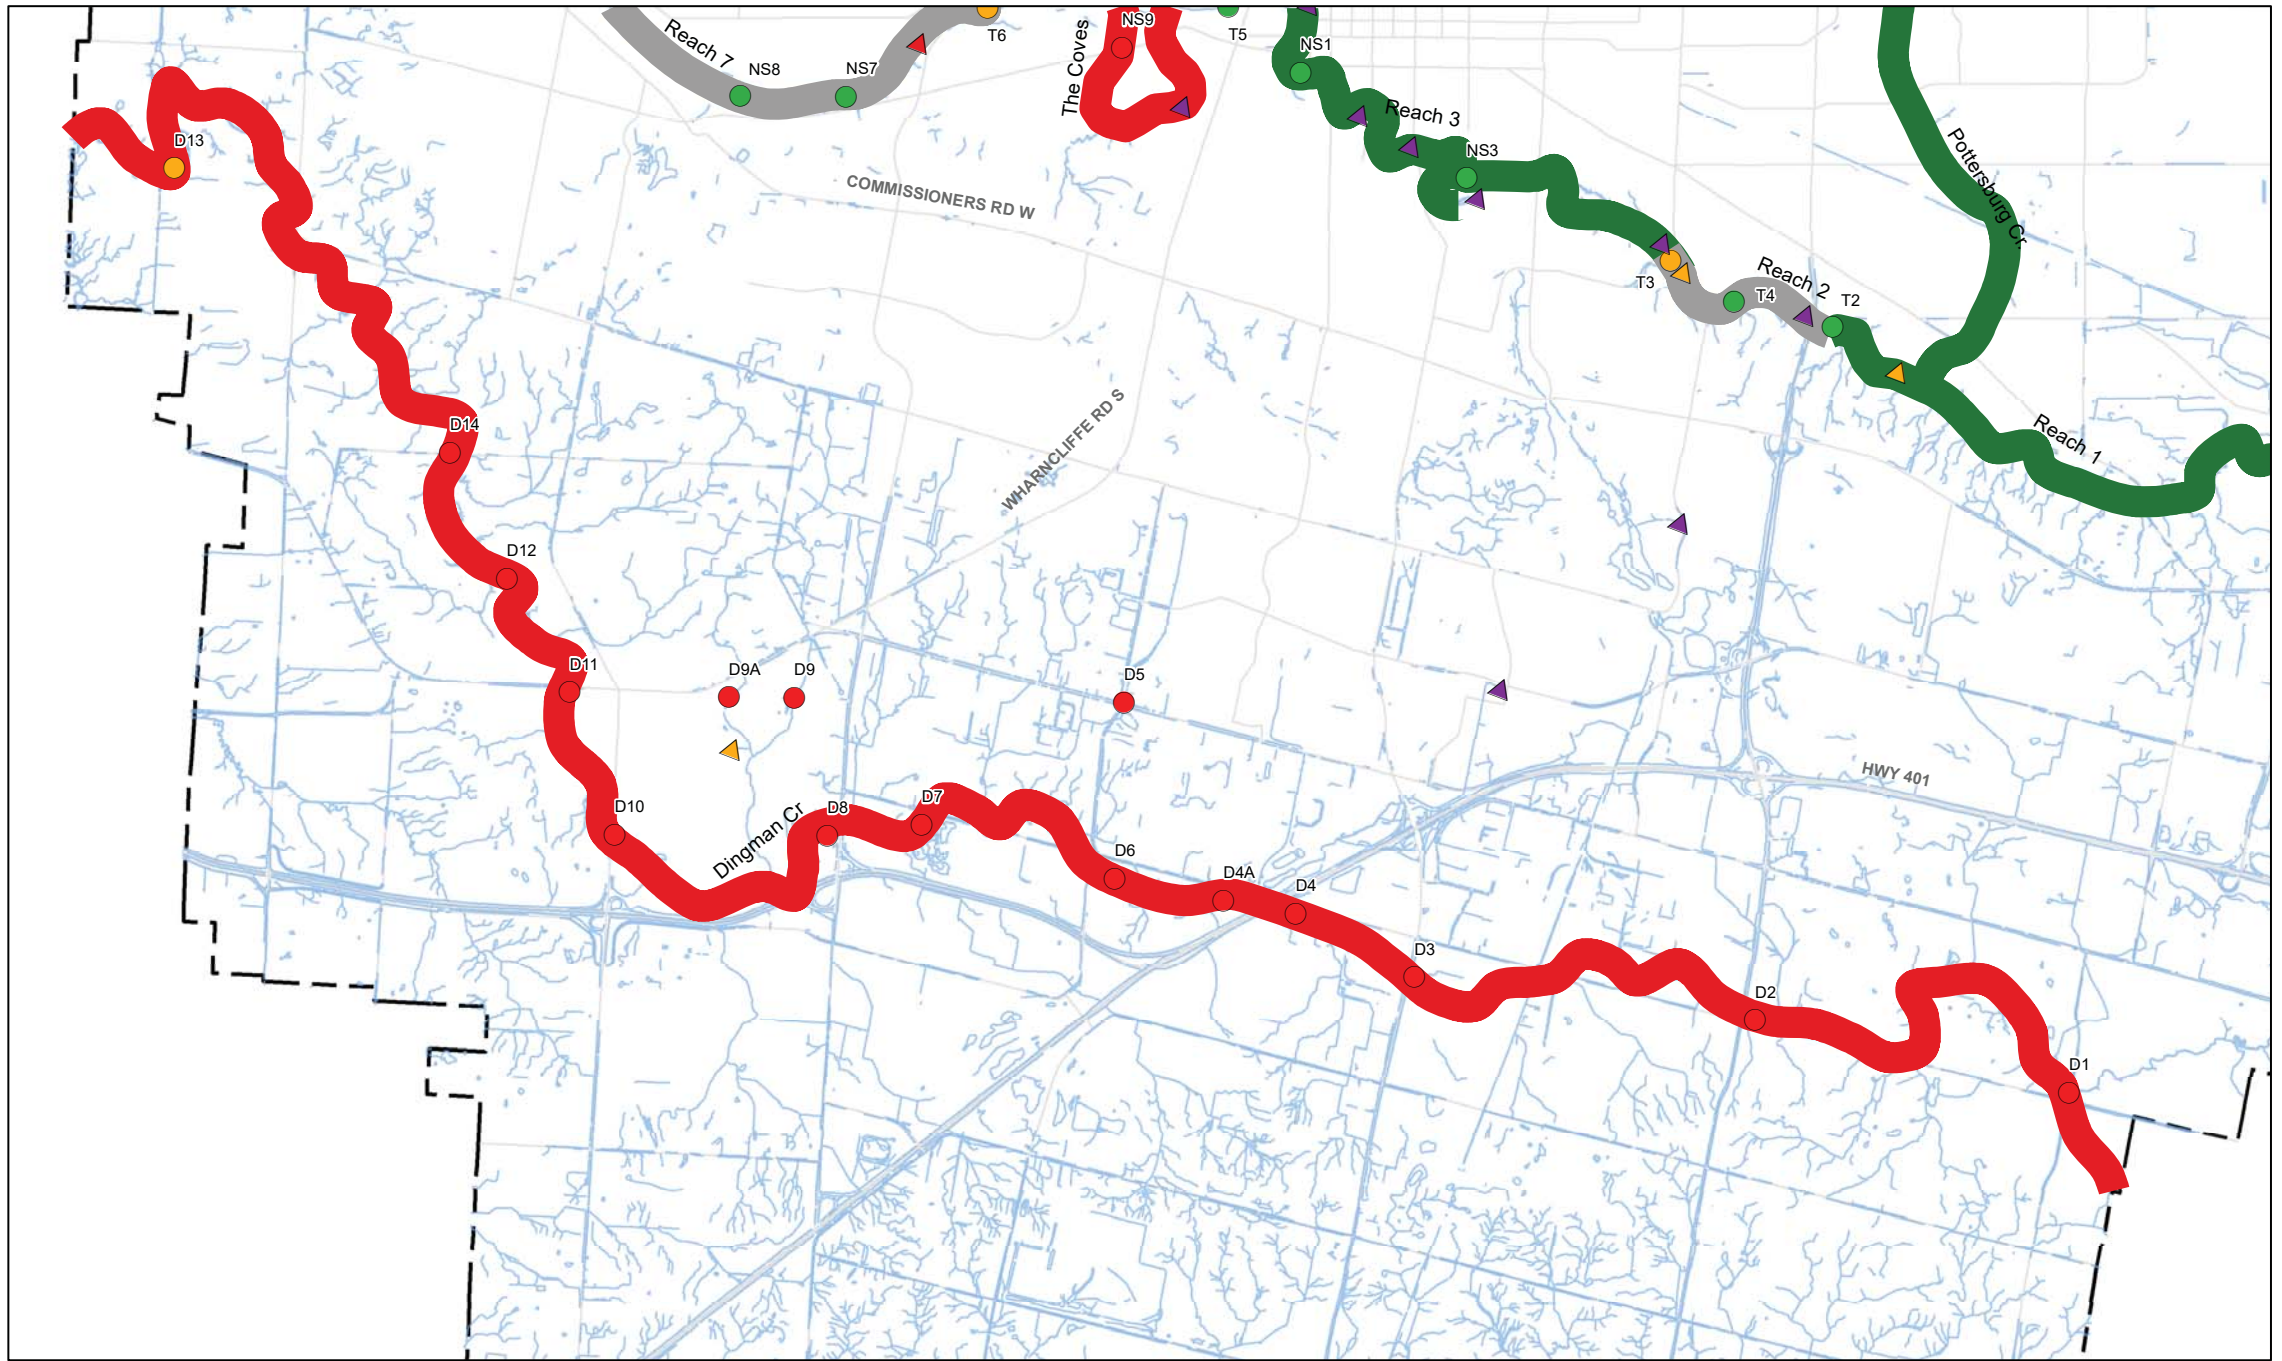 NS9
T6
T5
Reach 7
The Coves
NS1
NS8
NS7
Reach 3
D13
NS3
Pottersburg Cr.
COMMISSIONERS RD W
T3
Reach 2
T4
T2
D14
WHARNCLIFFE RD S
Reach 1
D12
D11
D9A
D9
D5
HWY 401
D10
Dingman Cr
D8
D7
D6
D4A
D4
D3
D2
D1